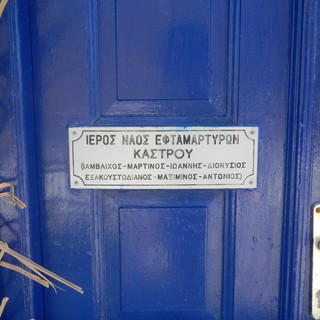 ΙΕΡΟΣ ΝΑΟΣ ΕΦΤΑΜΑΡΤΥΡΩΝ
ΚΑΣΤΡΟΥ
(ΙΑΜΒΛΙΧΟΣ-ΜΑΡΤΙΝΟΣ-ΙΩΑΝΝΗΣ-ΔΙΟΝΥΣΙΟΣ
ΕΞΑΚΟΥΣΤΩΔΙΑΝΟΣ-ΜΑΞΙΜΙΝΟΣ-ΑΝΤΩΝΙΟΣ)